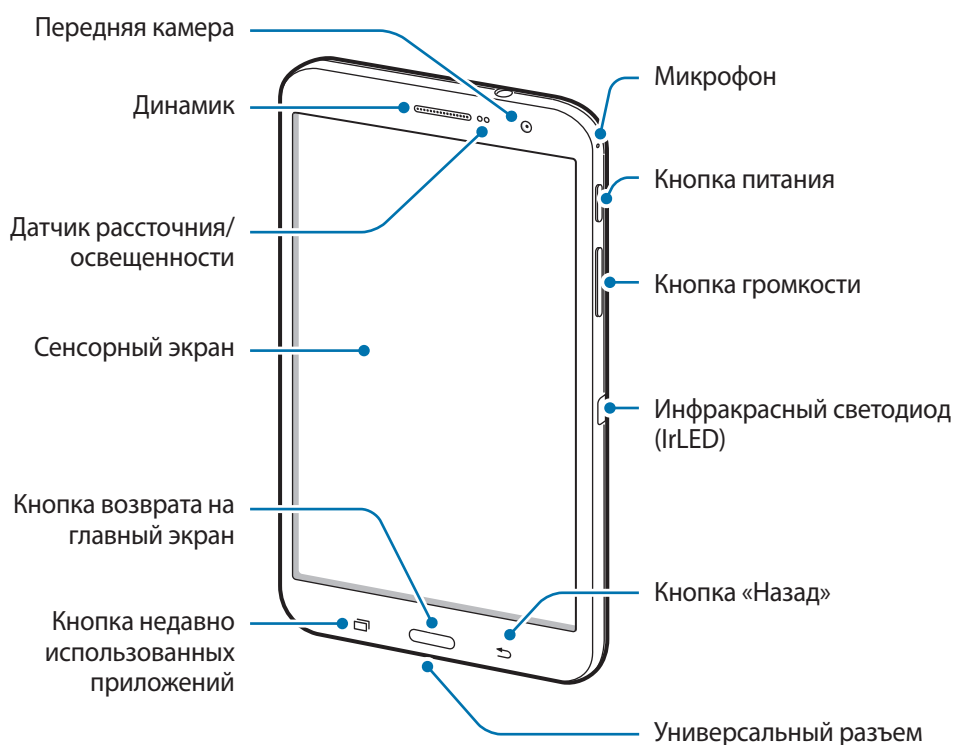 Передняя камера
Динамик
Датчик рассточния/
освещенности
Сенсорный экран
Кнопка возврата на
главный экран
Кнопка недавно
использованных
приложений
Микрофон
Кнопка питания
Кнопка громкости
Инфракрасный светодиод
(IrLED)
Кнопка «Назад»
Универсальный разъем